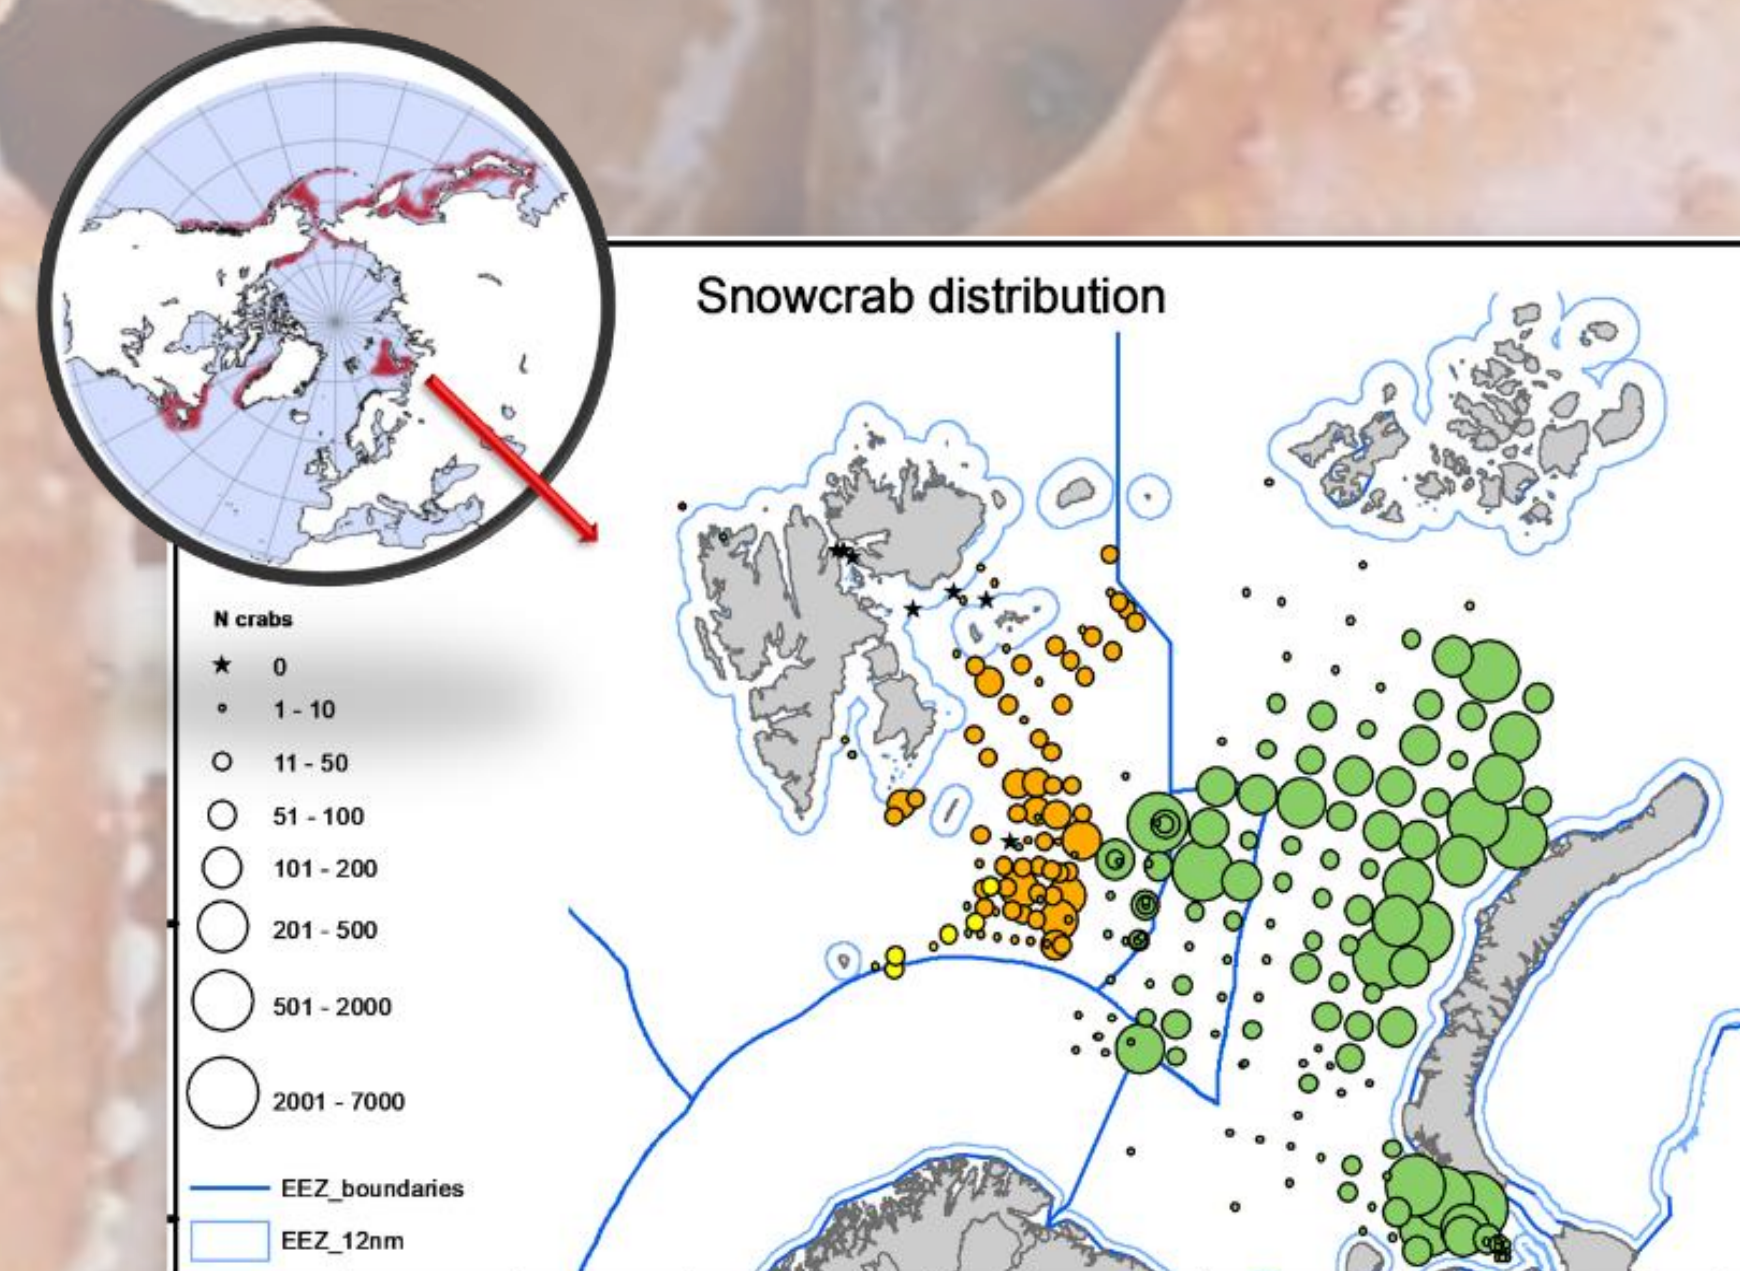 Snowcrab distribution
N crabs
0
1 - 10
11 - 50
51 - 100
101 - 200
201 - 500
501 - 2000
2001 - 7000
EEZ_boundaries
EEZ_12nm